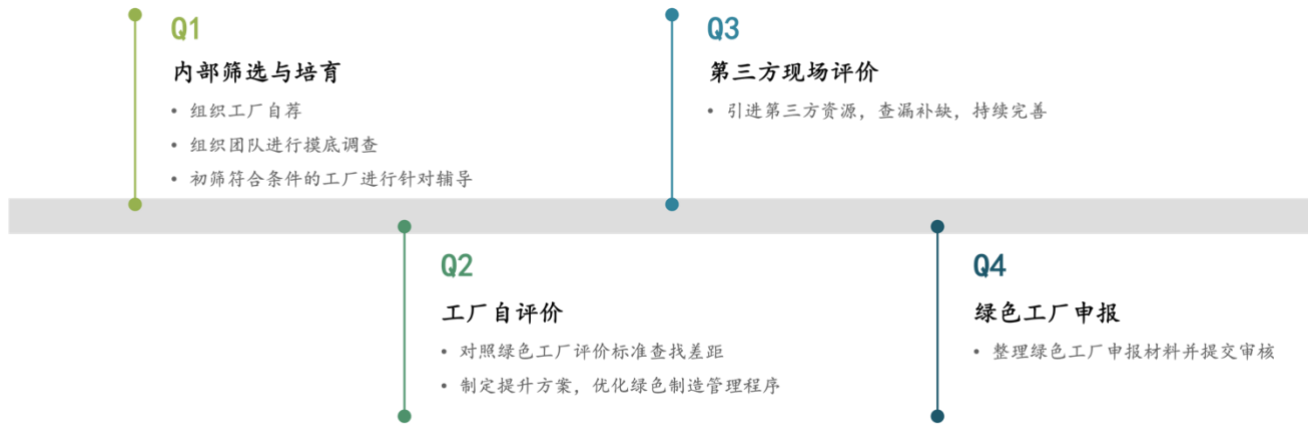 Q1
内部筛选与培育
• 组织工厂自荐
• 组织团队进行摸底调查
• 初筛符合条件的工厂进行针对辅导
Q2
工厂自评价
• 对照绿色工厂评价标准查找差距
• 制定提升方案，优化绿色制造管理程序
Q3
第三方现场评价
• 引进第三方资源，查漏补缺，持续完善
Q4
绿色工厂申报
• 整理绿色工厂申报材料并提交审核